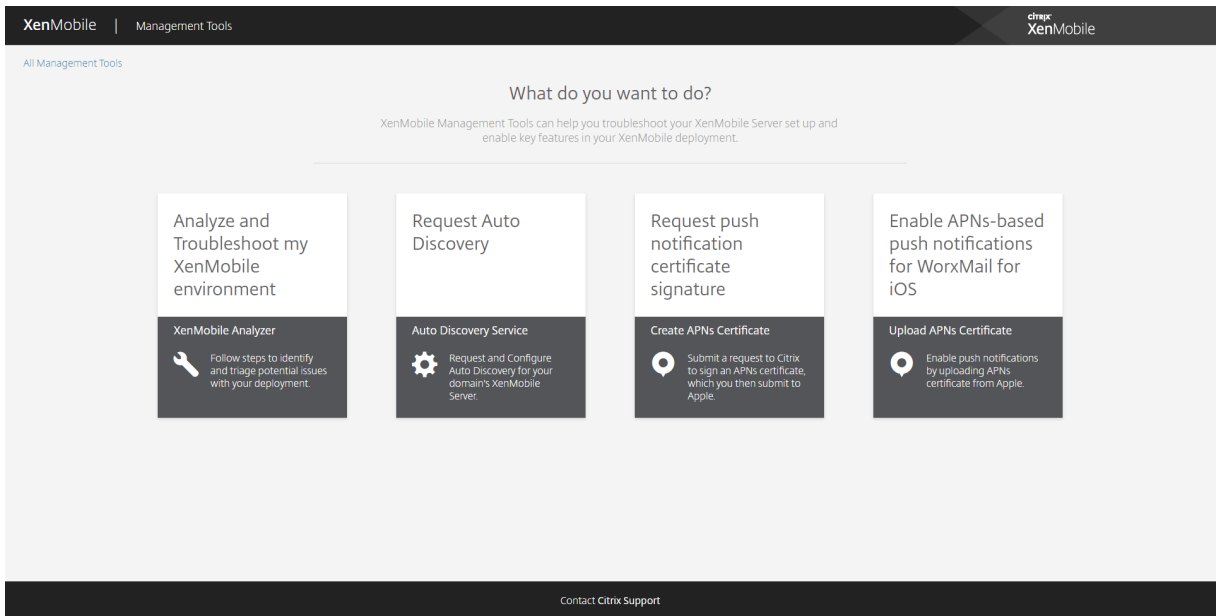 XenMobile | Management Tools
citrix
XenMobile
All Management Tools
What do you want to do?
XenMobile Management Tools can help you troubleshoot your XenMobile Server set up and
enable key features in your XenMobile deployment.
Analyze and
Troubleshoot my
XenMobile
environment
XenMobile Analyzer
Follow steps to identify
and triage potential issues
with your deployment.
Request Auto
Discovery
Auto Discovery Service
Request and Configure
Auto Discovery for your
domain's XenMobile
Server.
Request push
notification
certificate
signature
Create APNs Certificate
Submit a request to Citrix
to sign an APNs certificate,
which you then submit to
Apple.
Enable APNs-based
push notifications
for WorxMail for
iOS
Upload APNs Certificate
Enable push notifications
by uploading APNs
certificate from Apple.
Contact Citrix Support